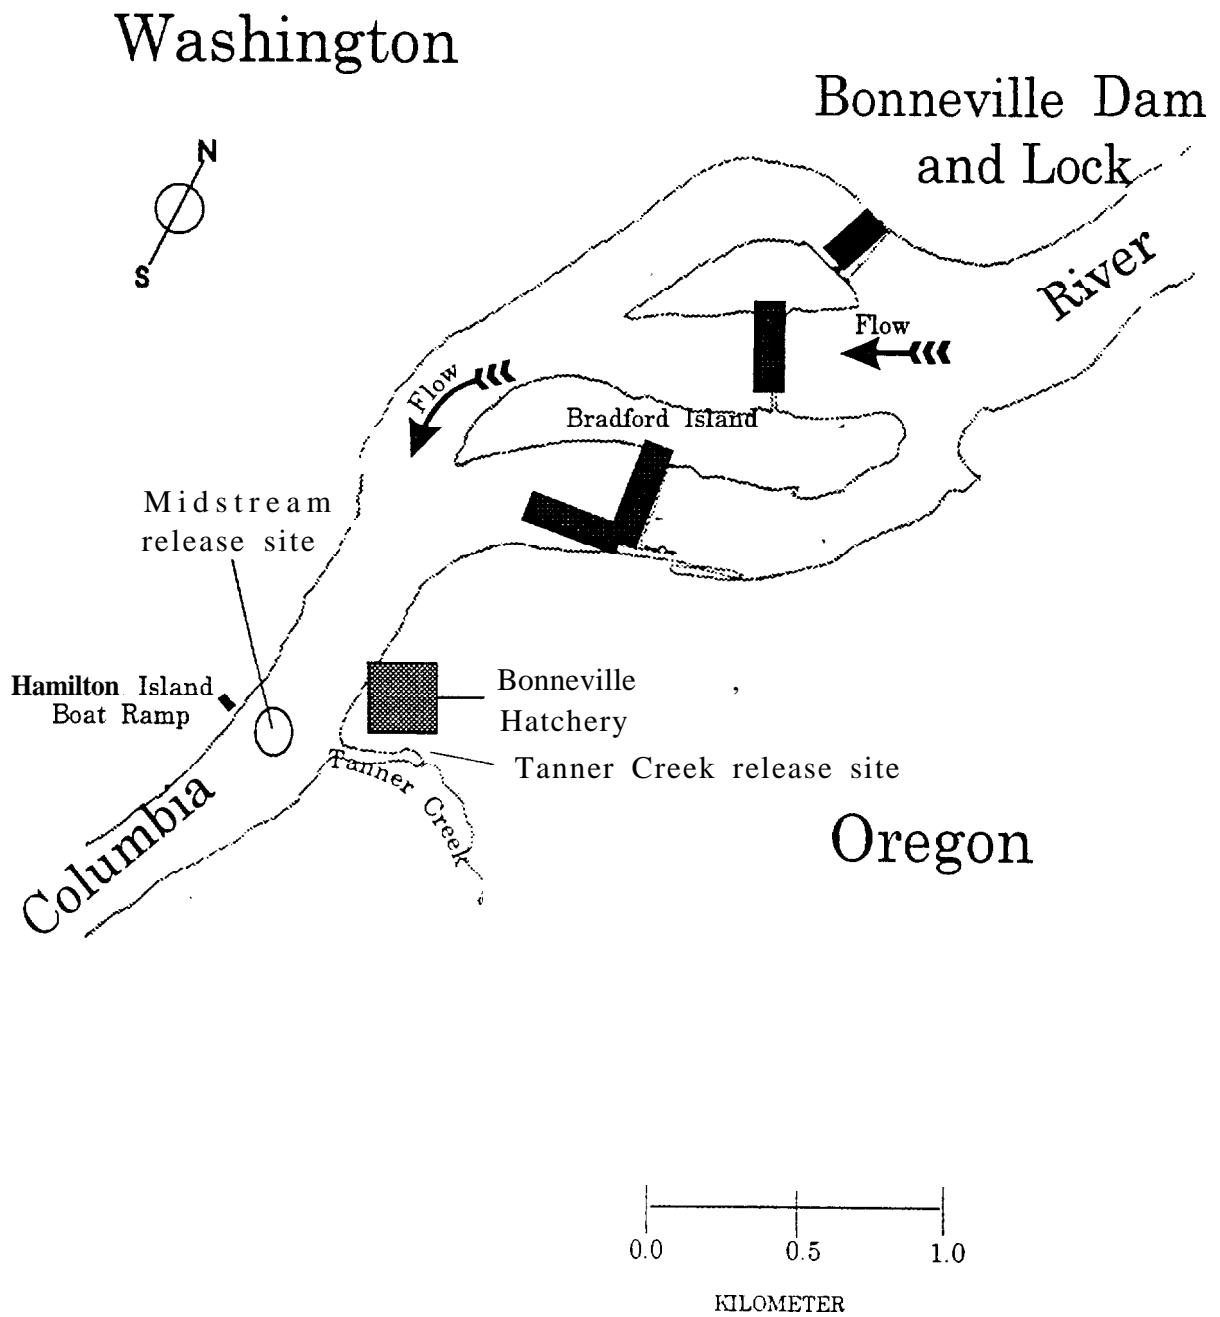 Washington
Bonneville Dam
and Lock
N
S
River
Flow
Flow
Bradford Island
Midstream
release site
Hamilton Island
Boat Ramp
Bonneville
Hatchery
Tanner Creek release site
Tanner Creek
Columbia
Oregon
0.0 0.5 1.0
KILOMETER